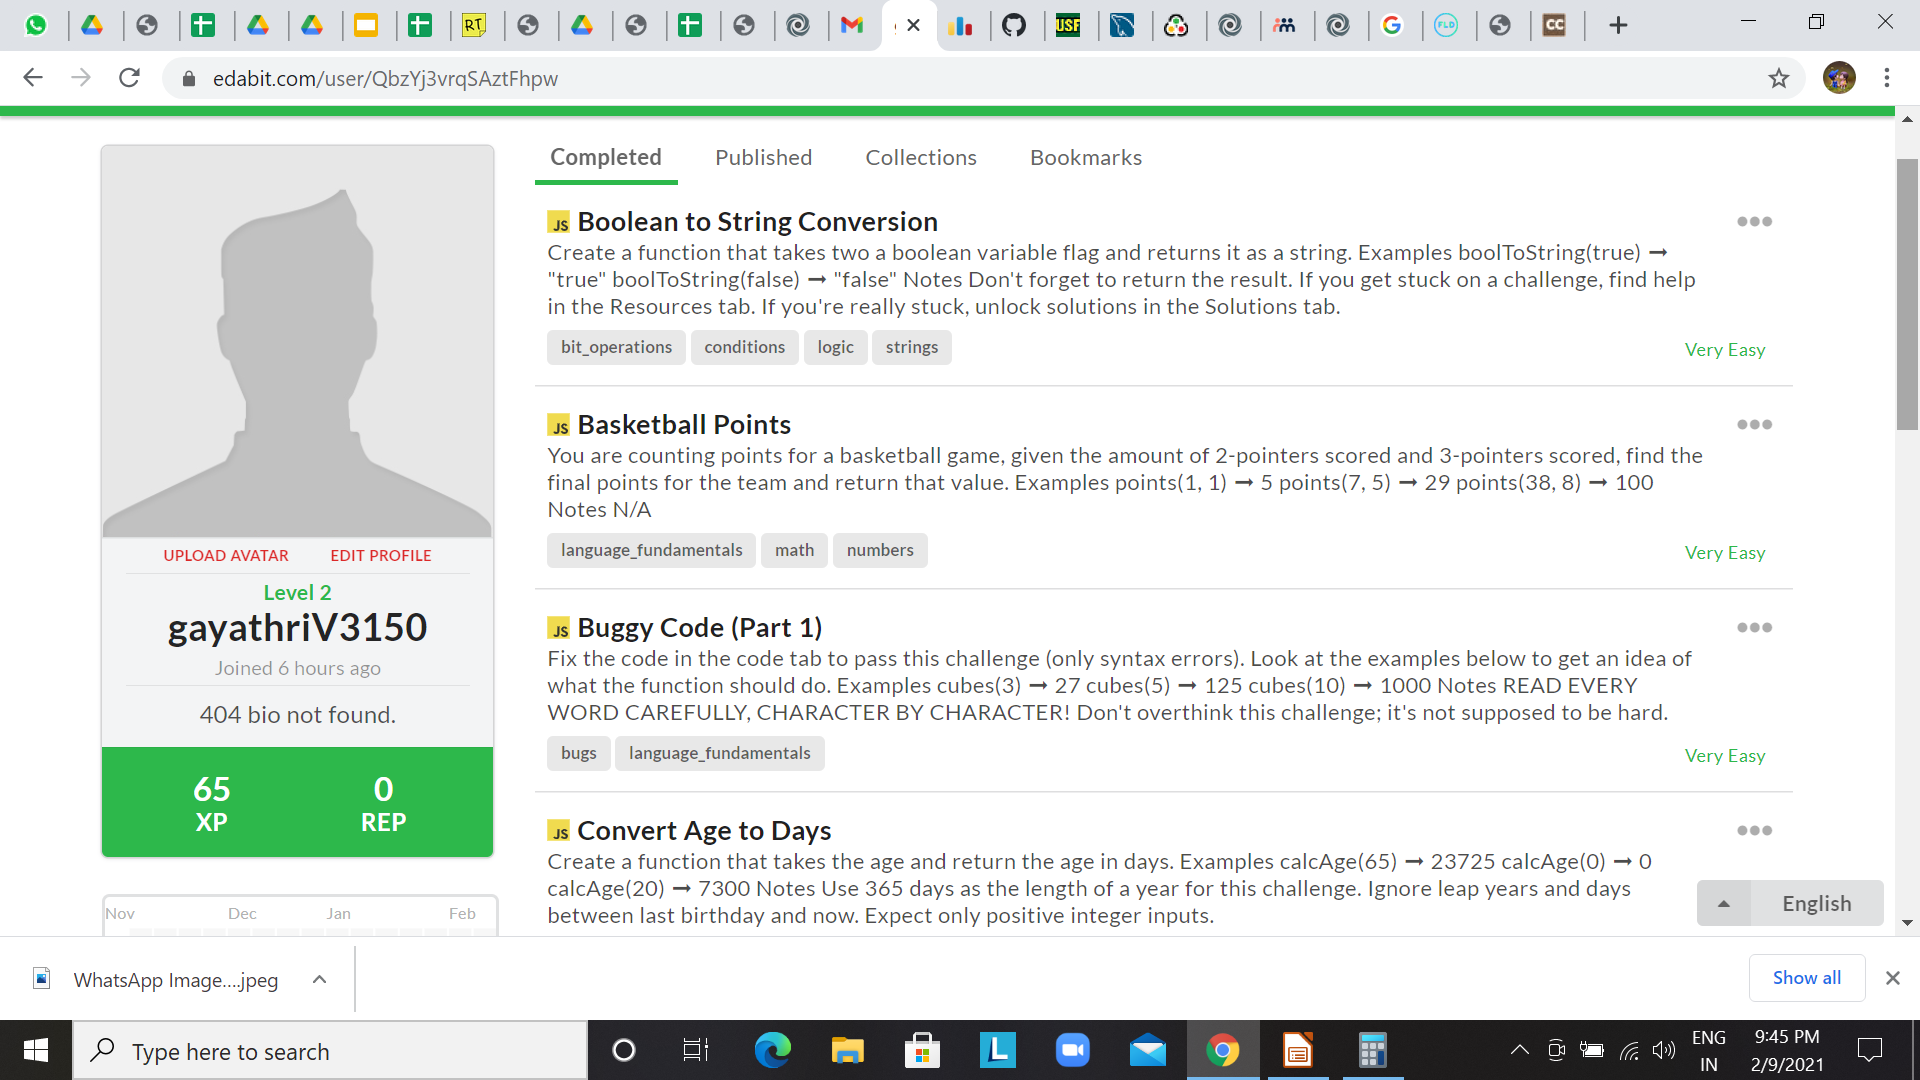 RT
USF
FLD
CC
edabit.com/user/QbzYj3vrqSAztFhpw
Completed Published Collections Bookmarks
JS Boolean to String Conversion
Create a function that takes two a boolean variable flag and returns it as a string. Examples boolToString(true) →
"true" boolToString(false) → "false" Notes Don't forget to return the result. If you get stuck on a challenge, find help
in the Resources tab. If you're really stuck, unlock solutions in the Solutions tab.
bit_operations conditions logic strings
Very Easy
JS Basketball Points
You are counting points for a basketball game, given the amount of 2-pointers scored and 3-pointers scored, find the
final points for the team and return that value. Examples points(1, 1) → 5 points(7, 5) → 29 points(38, 8) → 100
Notes N/A
language_fundamentals math numbers
Very Easy
JS Buggy Code (Part 1)
Fix the code in the code tab to pass this challenge (only syntax errors). Look at the examples below to get an idea of
what the function should do. Examples cubes(3) → 27 cubes(5) → 125 cubes(10) → 1000 Notes READ EVERY
WORD CAREFULLY, CHARACTER BY CHARACTER! Don't overthink this challenge; it's not supposed to be hard.
bugs language_fundamentals
Very Easy
JS Convert Age to Days
Create a function that takes the age and return the age in days. Examples calcAge(65) → 23725 calcAge(0) → 0
calcAge(20) → 7300 Notes Use 365 days as the length of a year for this challenge. Ignore leap years and days
between last birthday and now. Expect only positive integer inputs.
UPLOAD AVATAR EDIT PROFILE
Level 2
gayathriV3150
Joined 6 hours ago
404 bio not found.
65 0
XP REP
Nov Dec Jan Feb
English
WhatsApp Image....jpeg
Show all
Type here to search
L
ENG
IN
9:45 PM
2/9/2021